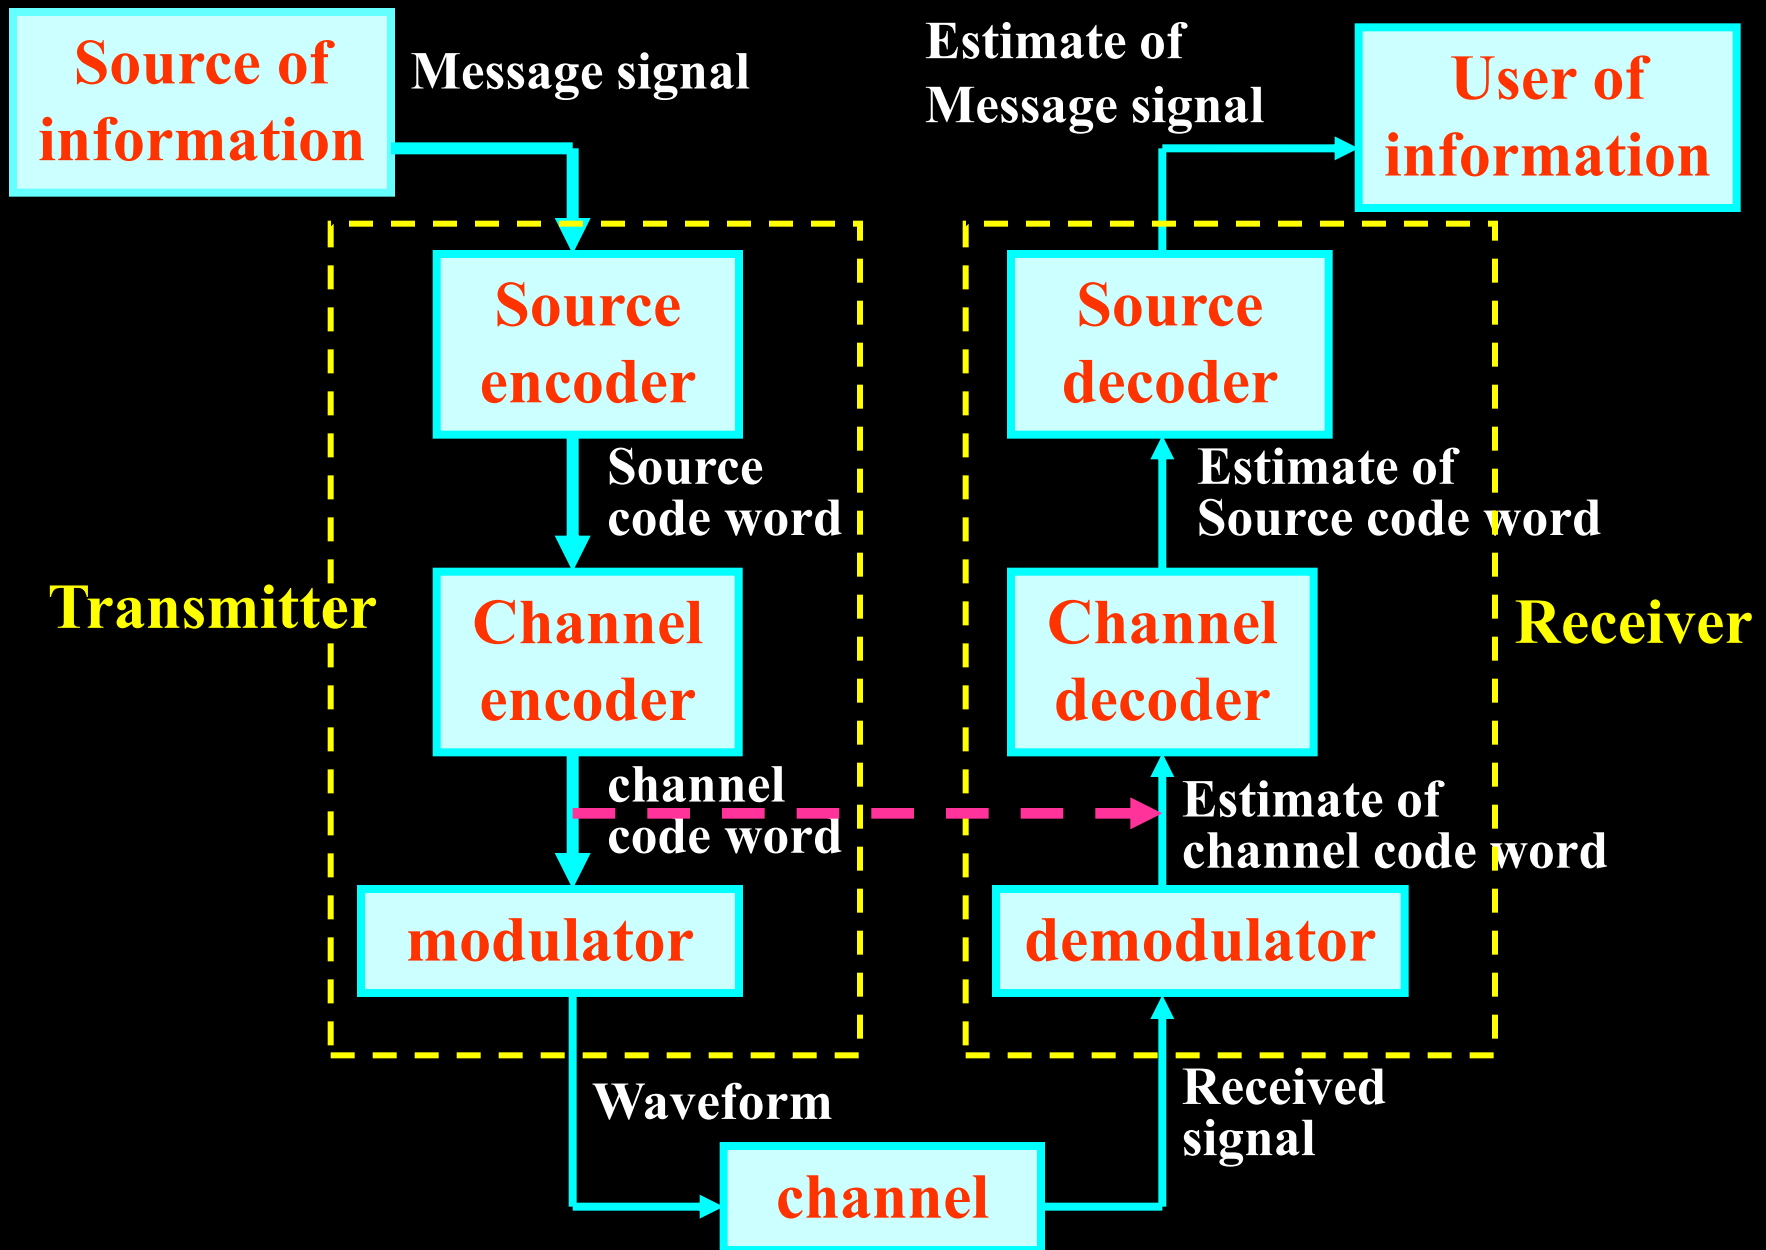 Source of
information
Message signal
Estimate of
Message signal
User of
information
Source
encoder
Source
decoder
Source
code word
Estimate of
Source code word
Transmitter
Channel
encoder
Channel
decoder
Receiver
channel
code word
Estimate of
channel code word
modulator
demodulator
Waveform
Received
signal
channel